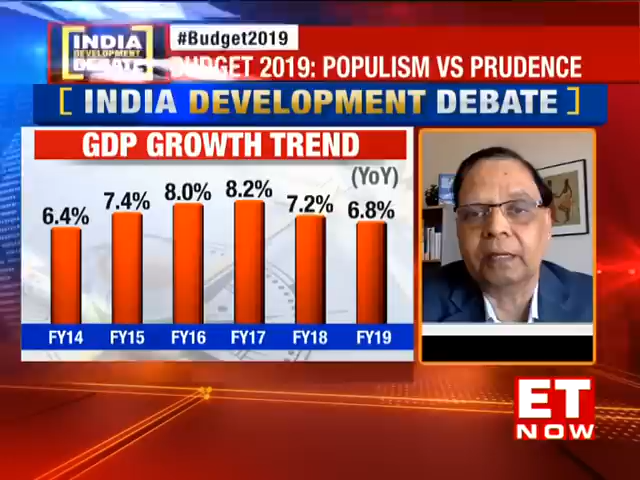 INDIA
DEVELOPMENT
DEBATE
#Budget2019
BUDGET 2019: POPULISM VS PRUDENCE
[ INDIA DEVELOPMENT DEBATE ]
GDP GROWTH TREND
(YoY)
6.4% 7.4% 8.0% 8.2% 7.2% 6.8%
FY14 FY15 FY16 FY17 FY18 FY19
ET
NOW